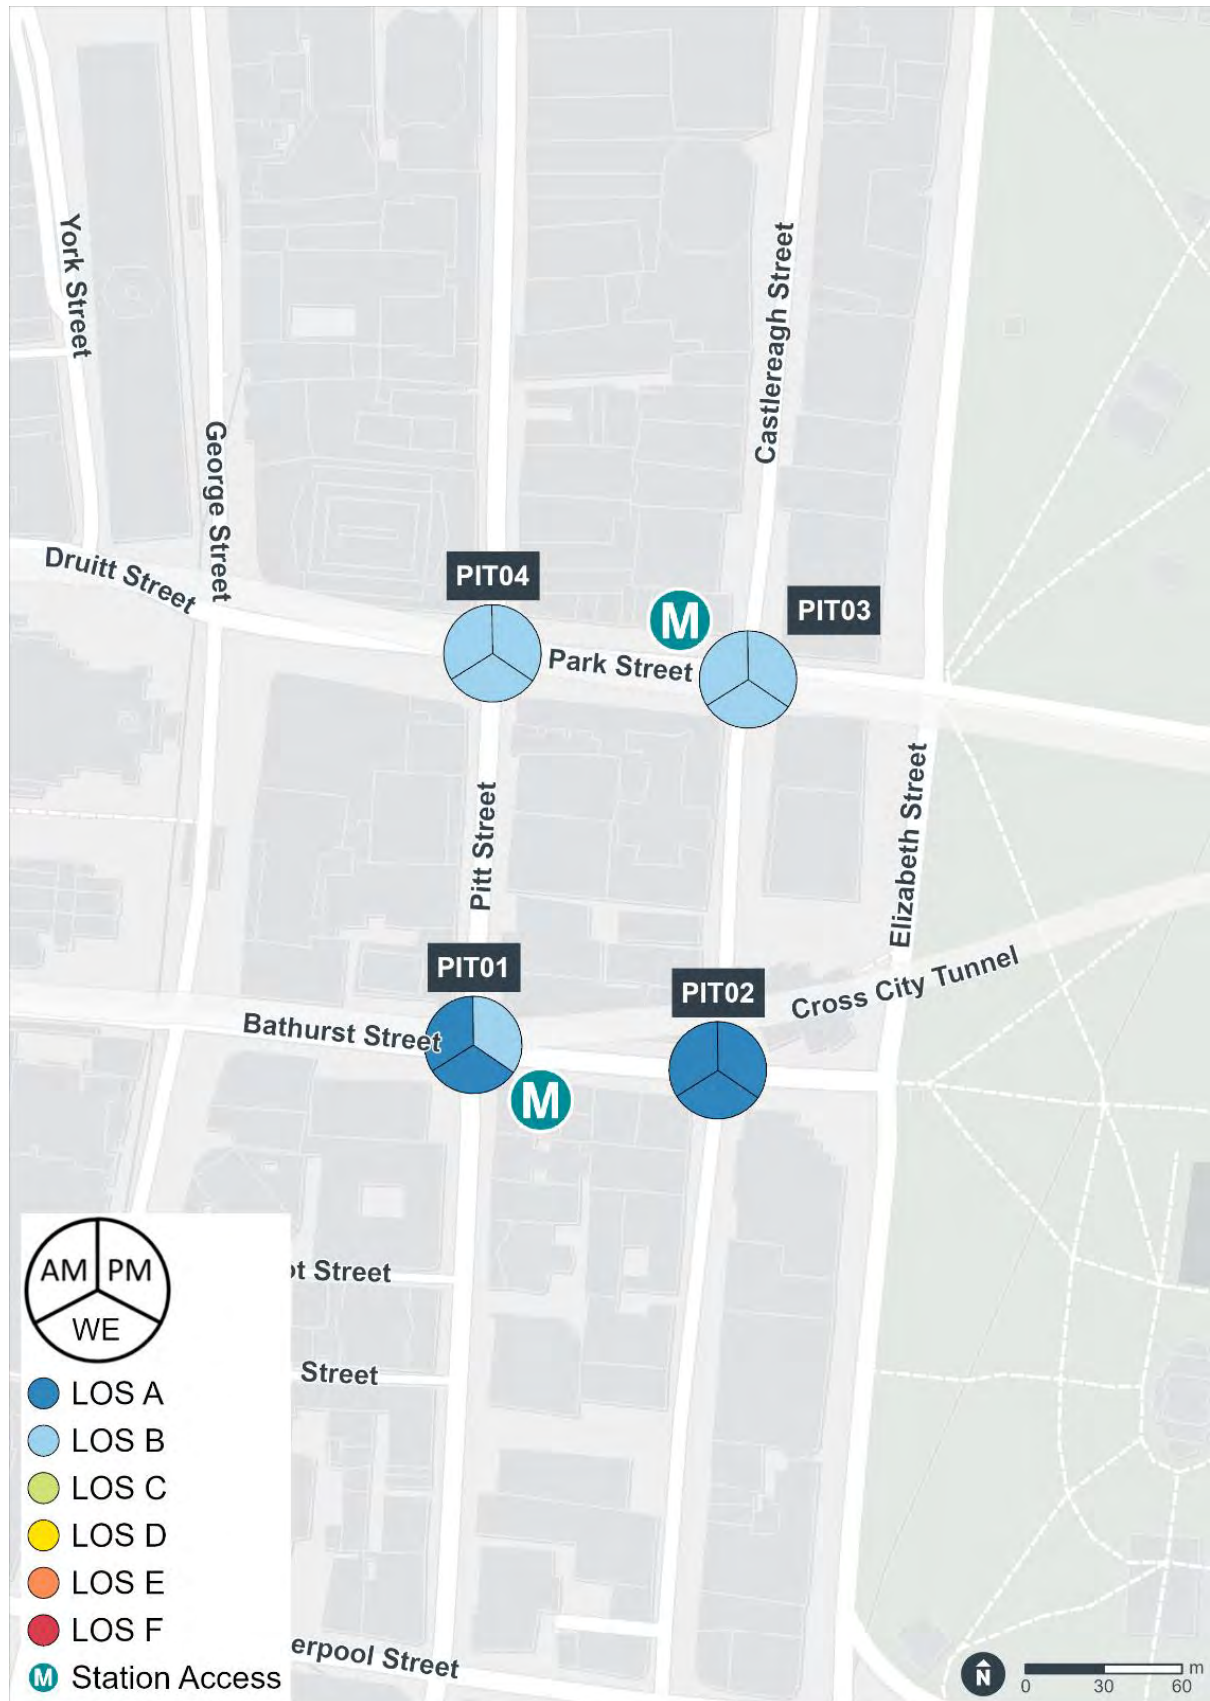 York Street
Castlereagh Street
George Street
Druitt Street
PIT04
M
PIT03
Park Street
Elizabeth Street
Pitt Street
PIT01
PIT02
Cross City Tunnel
Bathurst Street
M
AM PM
WE
ot Street
Street
LOS A
LOS B
LOS C
LOS D
LOS E
LOS F
M Station Access
erpool Street
N
m
0 30 60